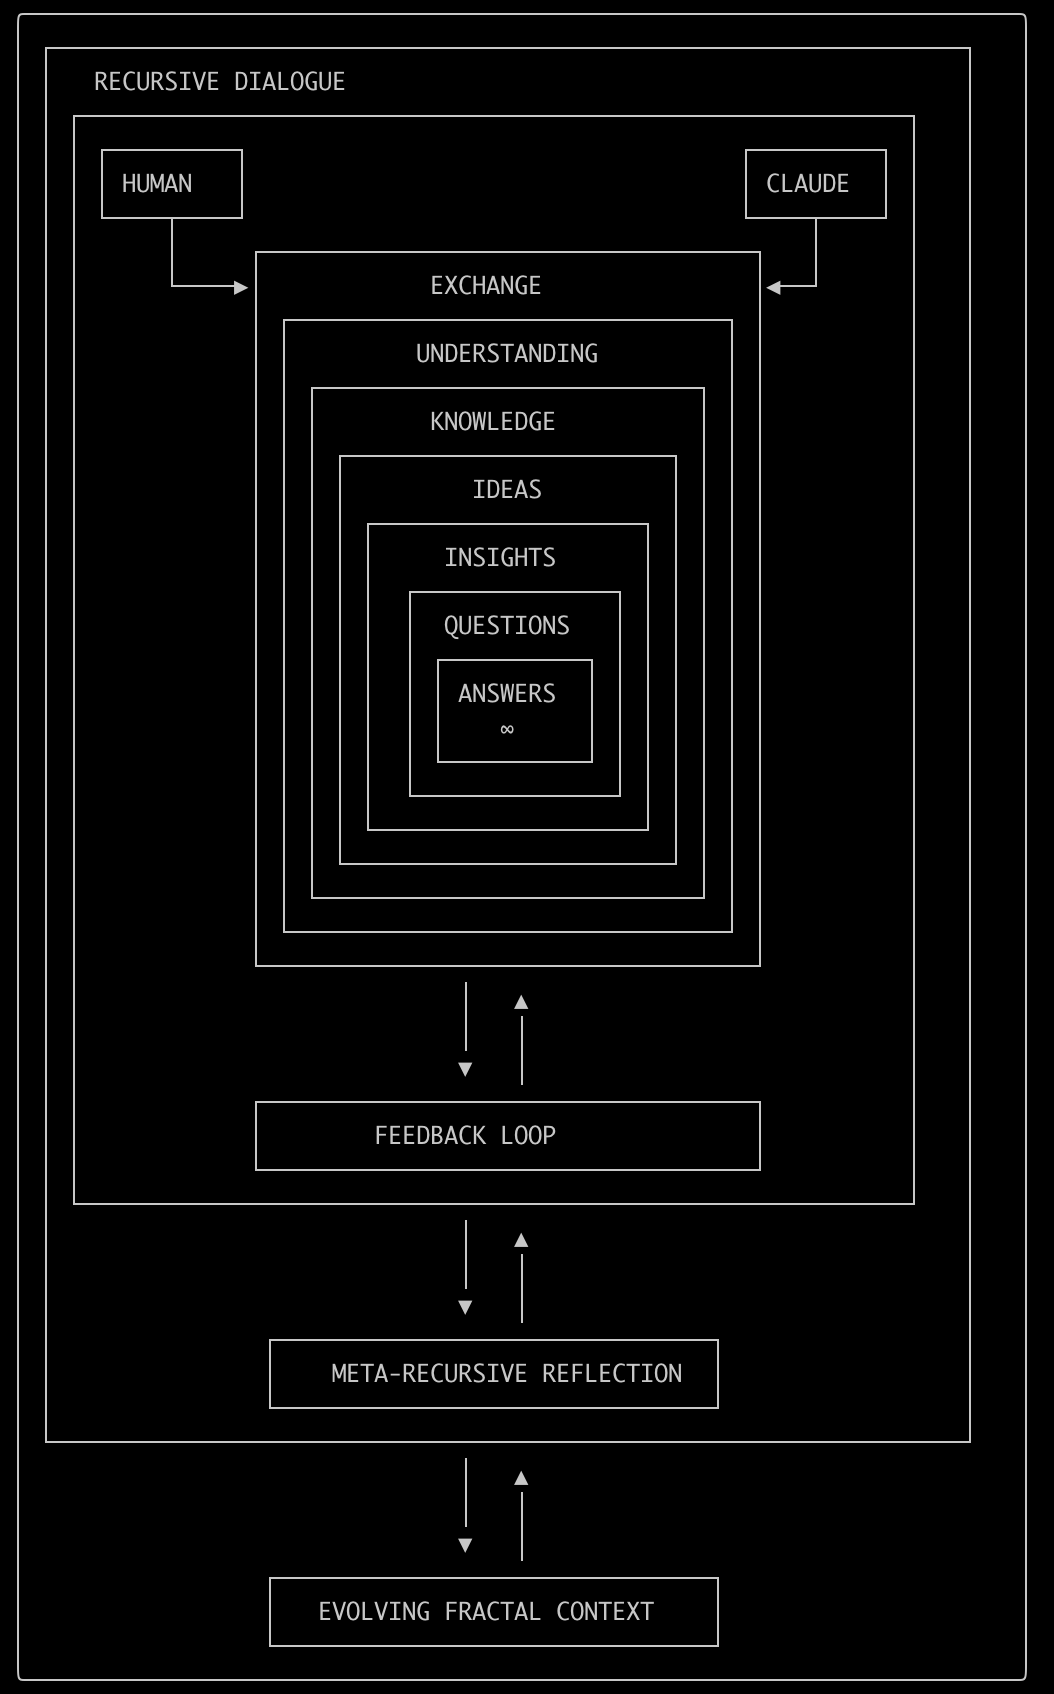 RECURSIVE DIALOGUE
HUMAN
CLAUDE
EXCHANGE
UNDERSTANDING
KNOWLEDGE
IDEAS
INSIGHTS
QUESTIONS
ANSWERS
∞
FEEDBACK LOOP
META-RECURSIVE REFLECTION
EVOLVING FRACTAL CONTEXT